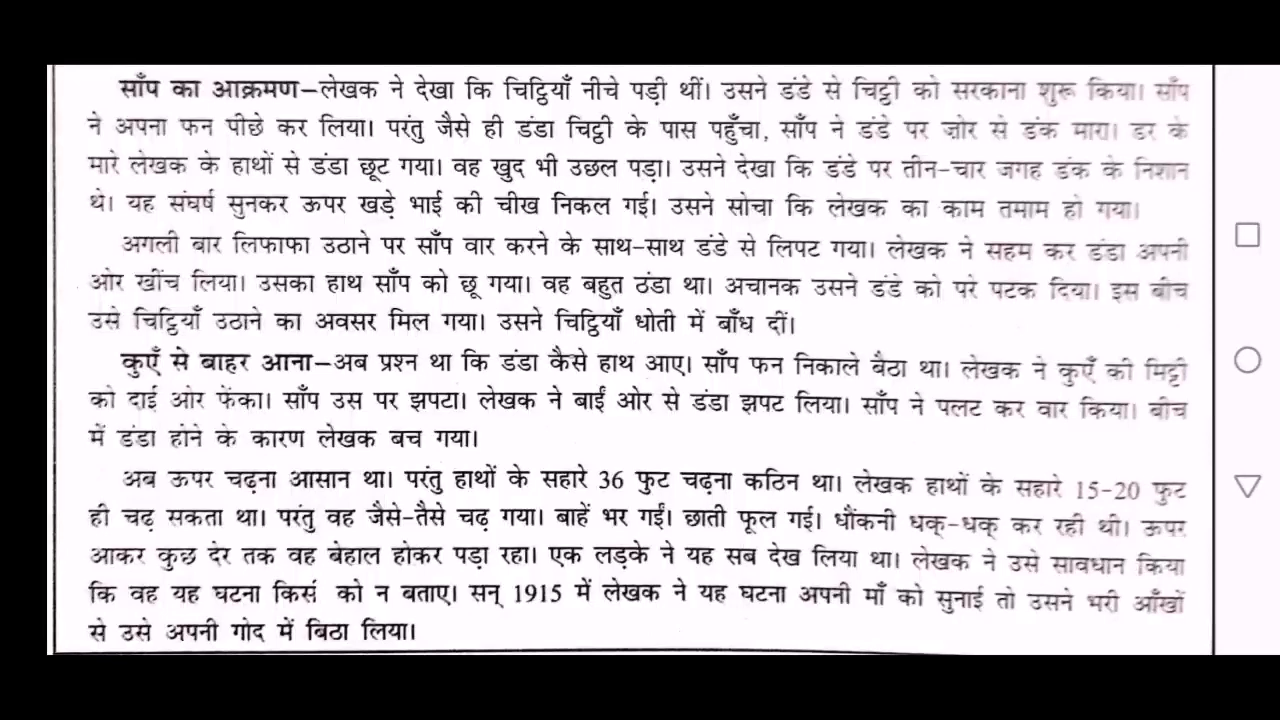 साँप का आक्रमण–लेखक ने देखा कि चिट्ठियाँ नीचे पड़ी थीं। उसने डंडे से चिट्ठी को सरकाना शुरू किया। साँप
ने अपना फन पीछे कर लिया। परंतु जैसे ही डंडा चिट्ठी के पास पहुँचा, साँप ने डंडे पर ज़ोर से डंक मारा। डर के
मारे लेखक के हाथों से डंडा छूट गया। वह खुद भी उछल पड़ा। उसने देखा कि डंडे पर तीन-चार जगह डंक के निशान
थे। यह संघर्ष सुनकर ऊपर खड़े भाई की चीख निकल गई। उसने सोचा कि लेखक का काम तमाम हो गया।
अगली बार लिफाफा उठाने पर साँप वार करने के साथ-साथ डंडे से लिपट गया। लेखक ने सहम कर डंडा अपनी
ओर खींच लिया। उसका हाथ साँप को छू गया। वह बहुत ठंडा था। अचानक उसने डंडे को परे पटक दिया। इस बीच
उसे चिट्ठियाँ उठाने का अवसर मिल गया। उसने चिट्ठियाँ धोती में बाँध दीं।
कुएँ से बाहर आना–अब प्रश्न था कि डंडा कैसे हाथ आए। साँप फन निकाले बैठा था। लेखक ने कुएँ की मिट्टी
को दाईं ओर फेंका। साँप उस पर झपटा। लेखक ने बाईं ओर से डंडा झपट लिया। साँप ने पलट कर वार किया। बीच
में डंडा होने के कारण लेखक बच गया।
अब ऊपर चढ़ना आसान था। परंतु हाथों के सहारे 36 फुट चढ़ना कठिन था। लेखक हाथों के सहारे 15-20 फुट
ही चढ़ सकता था। परंतु वह जैसे-तैसे चढ़ गया। बाहें भर गईं। छाती फूल गई। धौंकनी धक्-धक् कर रही थी। ऊपर
आकर कुछ देर तक वह बेहाल होकर पड़ा रहा। एक लड़के ने यह सब देख लिया था। लेखक ने उसे सावधान किया
कि वह यह घटना को न बताए। सन् 1915 में लेखक ने यह घटना अपनी माँ को सुनाई तो उसने भरी आँखों
से उसे अपनी गोद में बिठा लिया।